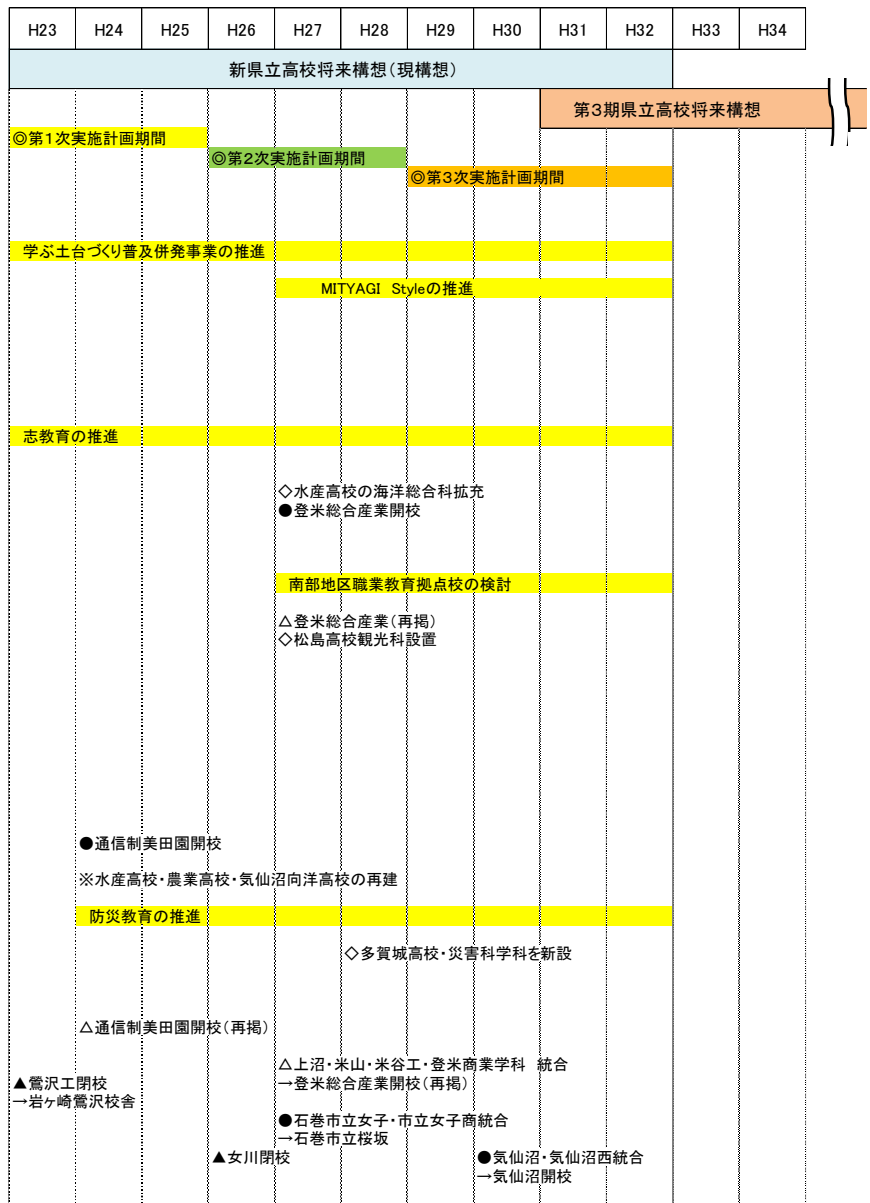 H23 H24 H25 H26 H27 H28 H29 H30 H31 H32 H33 H34
新県立高校将来構想(現構想)
第3期県立高校将来構想
◎第1次実施計画期間
◎第2次実施計画期間
◎第3次実施計画期間
学ぶ土台づくり普及併発事業の推進
MITYAGI Styleの推進
志教育の推進
◇水産高校の海洋総合科拡充
●登米総合産業開校
南部地区職業教育拠点校の検討
△登米総合産業(再掲)
◇松島高校観光科設置
●通信制美田園開校
※水産高校・農業高校・気仙沼向洋高校の再建
防災教育の推進
◇多賀城高校・災害科学科を新設
△通信制美田園開校(再掲)
△上沼・米山・米谷工・登米商業学科 統合
→登米総合産業開校(再掲)
▲鶯沢工閉校
→岩ヶ崎鶯沢校舎
●石巻市立女子・市立女子商統合
→石巻市立桜坂
▲女川閉校
●気仙沼・気仙沼西統合
→気仙沼開校